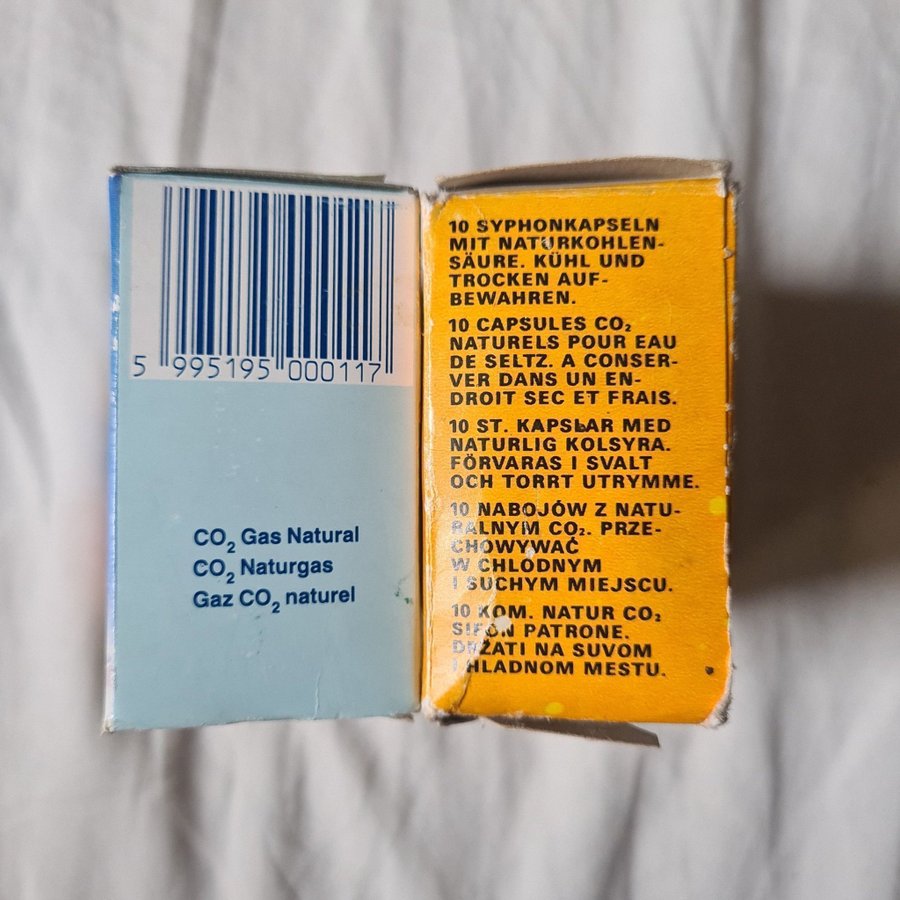 5 995195 000117
CO₂ Gas Natural
CO₂ Naturgas
Gaz CO₂ naturel
10 SYPHONKAPSELN
MIT NATURKOHLEN-
SÄURE. KÜHL UND
TROCKEN AUF-
BEWAHREN.
10 CAPSULES CO₂
NATURELS POUR EAU
DE SELTZ. A CONSER-
VER DANS UN EN-
DROIT SEC ET FRAIS.
10 ST. KAPSLAR MED
NATURLIG KOLSYRA.
FÖRVARAS I SVALT
OCH TORRT UTRYMME.
10 NABOJÓW Z NATU-
RALNYM CO₂. PRZE-
CHOWYWAĆ
W CHLODNYM
I SUCHYM MIEJSCU.
10 KOM. NATUR CO₂
SIFON PATRONE.
DRŽATI NA SUVOM
I HLADNOM MESTU.